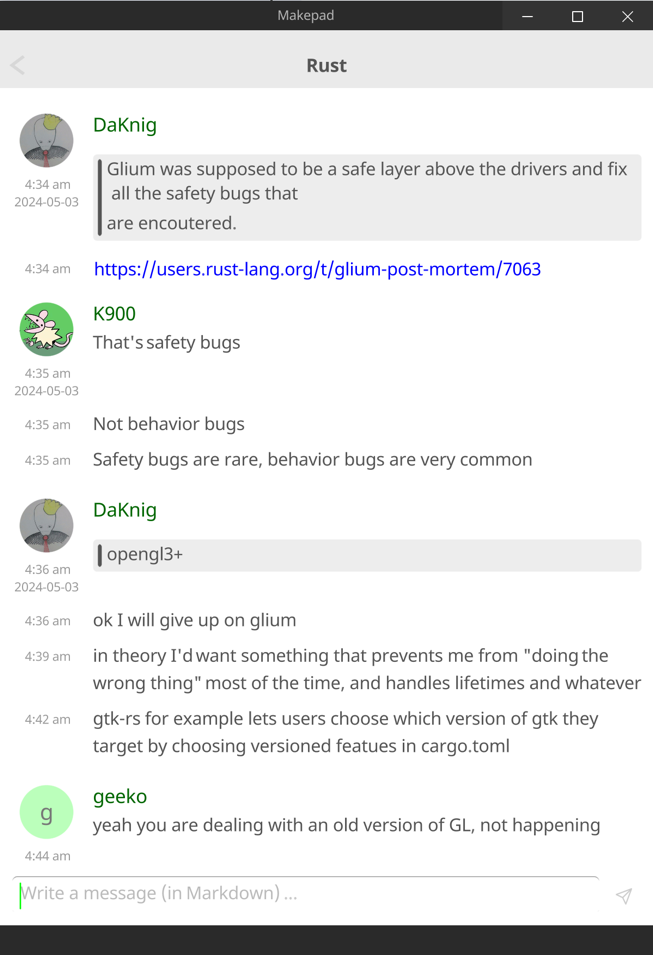 Makepad
Rust
DaKnig
Glium was supposed to be a safe layer above the drivers and fix
all the safety bugs that
are encoutered.
4:34 am
2024-05-03
4:34 am
https://users.rust-lang.org/t/glium-post-mortem/7063
K900
That's safety bugs
4:35 am
2024-05-03
4:35 am
Not behavior bugs
4:35 am
Safety bugs are rare, behavior bugs are very common
DaKnig
opengl3+
4:36 am
2024-05-03
4:36 am
ok I will give up on glium
4:39 am
in theory I'd want something that prevents me from "doing the
wrong thing" most of the time, and handles lifetimes and whatever
4:42 am
gtk-rs for example lets users choose which version of gtk they
target by choosing versioned featues in cargo.toml
g
geeko
yeah you are dealing with an old version of GL, not happening
4:44 am
Write a message (in Markdown) ...